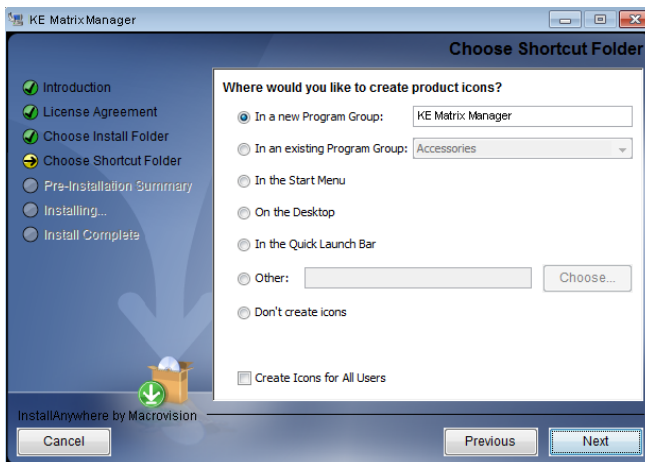 KE Matrix Manager
Choose Shortcut Folder
Introduction
License Agreement
Choose Install Folder
Choose Shortcut Folder
Pre-Installation Summary
Installing...
Install Complete
Where would you like to create product icons?
In a new Program Group: KE Matrix Manager
In an existing Program Group: Accessories
In the Start Menu
On the Desktop
In the Quick Launch Bar
Other: Choose...
Don't create icons
Create Icons for All Users
InstallAnywhere by Macrovision
Cancel Previous Next